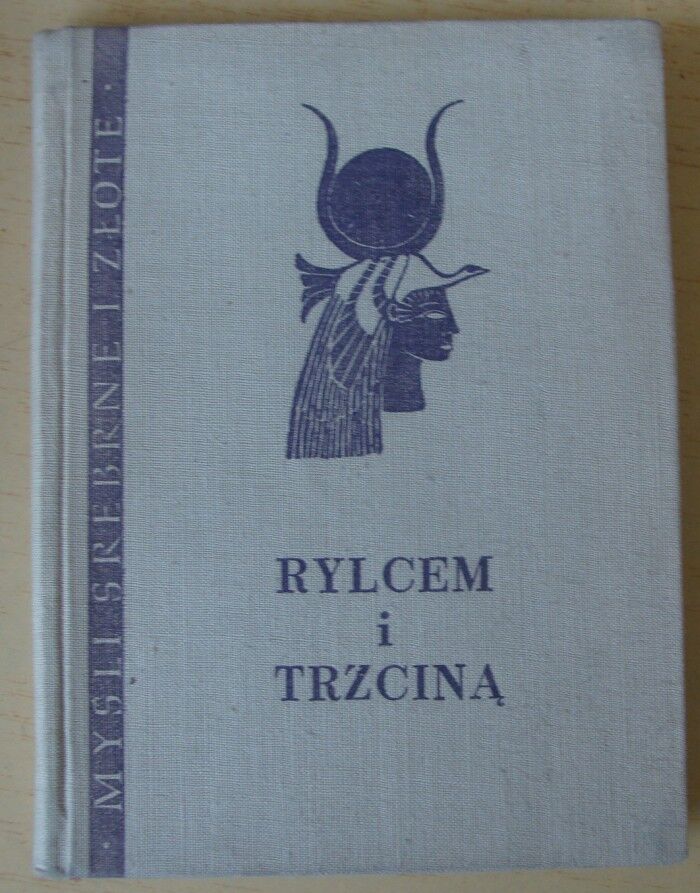 · MYŚLI SREBRNE I ZŁOTE ·
RYLCEM
i
TRZCINĄ